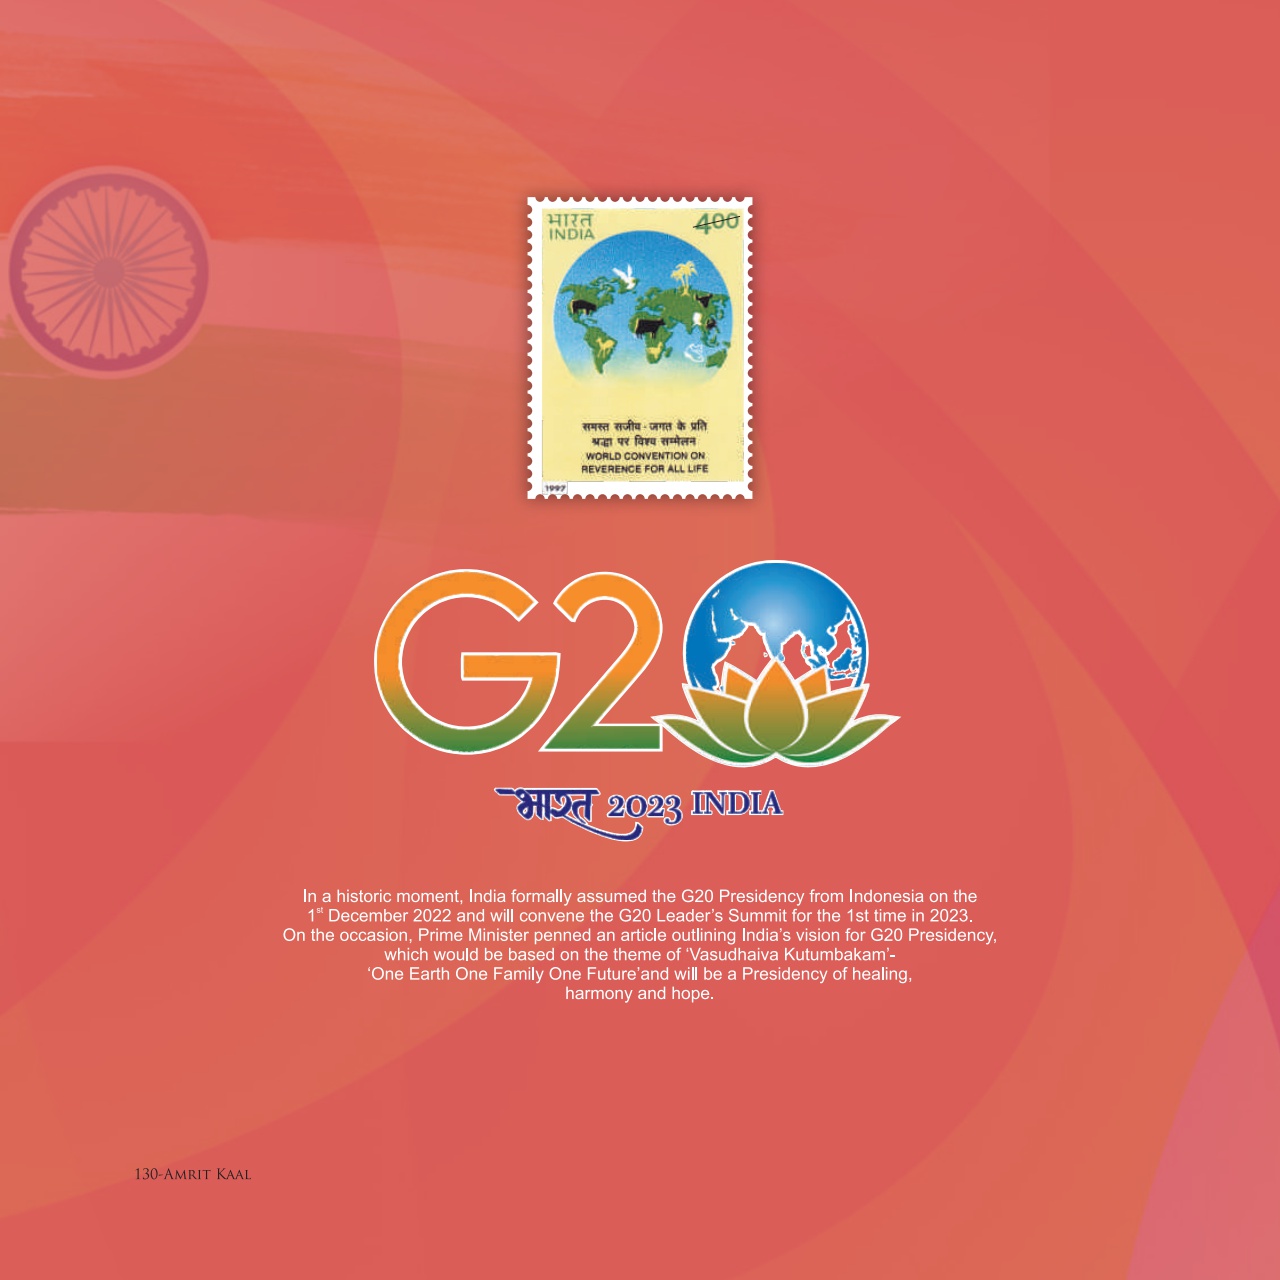 भारत
INDIA
400
समस्त सजीव - जगत के प्रति
श्रद्धा पर विश्व सम्मेलन
WORLD CONVENTION ON
REVERENCE FOR ALL LIFE
1997
G20
भारत 2023 INDIA
In a historic moment, India formally assumed the G20 Presidency from Indonesia on the
1st December 2022 and will convene the G20 Leader’s Summit for the 1st time in 2023.
On the occasion, Prime Minister penned an article outlining India’s vision for G20 Presidency,
which would be based on the theme of ‘Vasudhaiva Kutumbakam’-
‘One Earth One Family One Future’and will be a Presidency of healing,
harmony and hope.
130-Amrit Kaal